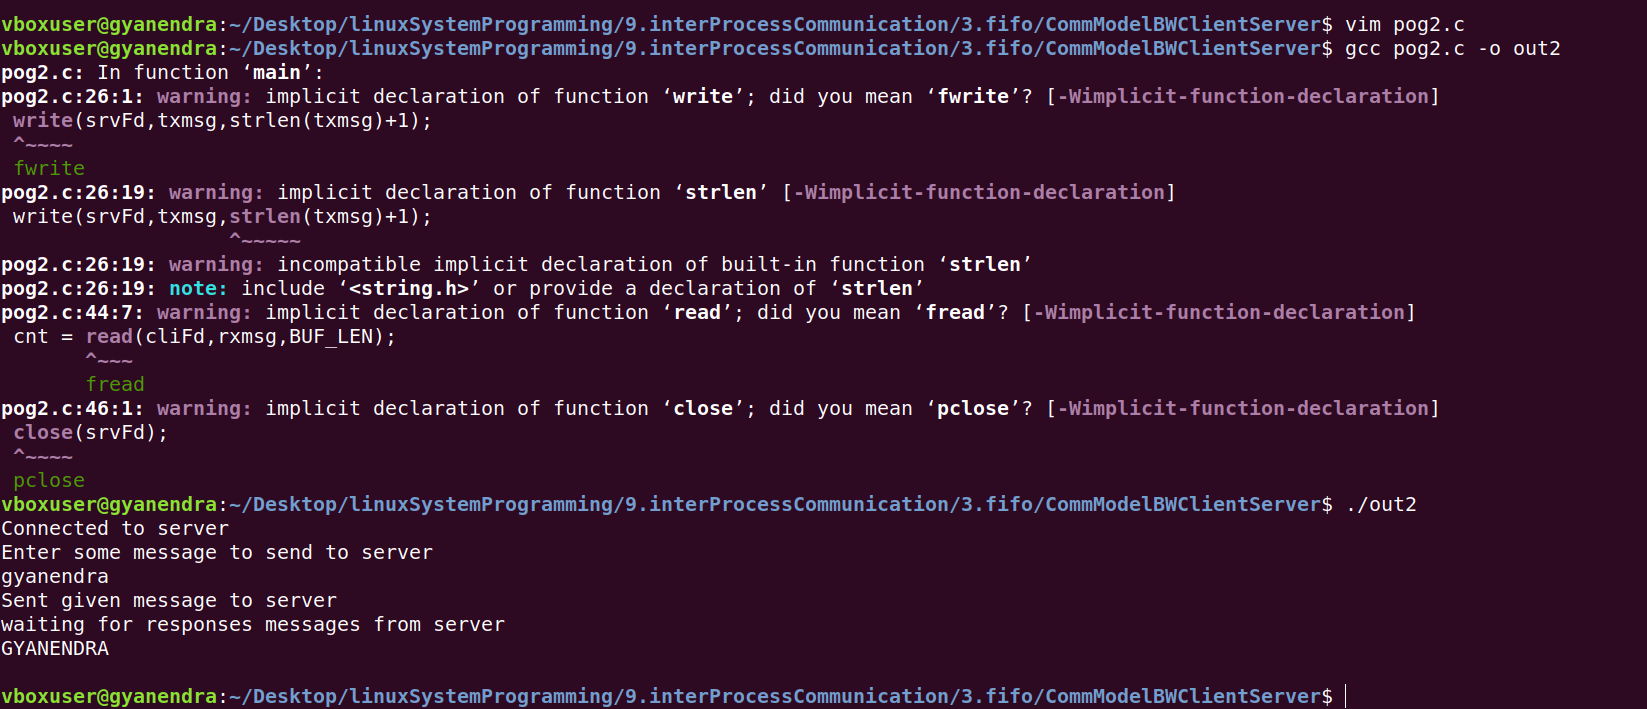 vboxuser@gyanendra:~/Desktop/linuxSystemProgramming/9.interProcessCommunication/3.fifo/CommModelBWClientServer$ vim pog2.c
vboxuser@gyanendra:~/Desktop/linuxSystemProgramming/9.interProcessCommunication/3.fifo/CommModelBWClientServer$ gcc pog2.c -o out2
pog2.c: In function ‘main’:
pog2.c:26:1: warning: implicit declaration of function ‘write’; did you mean ‘fwrite’? [-Wimplicit-function-declaration]
 write(srvFd,txmsg,strlen(txmsg)+1);
 ^~~~~
 fwrite
pog2.c:26:19: warning: implicit declaration of function ‘strlen’ [-Wimplicit-function-declaration]
 write(srvFd,txmsg,strlen(txmsg)+1);
                   ^~~~~~
pog2.c:26:19: warning: incompatible implicit declaration of built-in function ‘strlen’
pog2.c:26:19: note: include ‘<string.h>’ or provide a declaration of ‘strlen’
pog2.c:44:7: warning: implicit declaration of function ‘read’; did you mean ‘fread’? [-Wimplicit-function-declaration]
 cnt = read(cliFd,rxmsg,BUF_LEN);
       ^~~~
       fread
pog2.c:46:1: warning: implicit declaration of function ‘close’; did you mean ‘pclose’? [-Wimplicit-function-declaration]
 close(srvFd);
 ^~~~~
 pclose
vboxuser@gyanendra:~/Desktop/linuxSystemProgramming/9.interProcessCommunication/3.fifo/CommModelBWClientServer$ ./out2
Connected to server
Enter some message to send to server
gyanendra
Sent given message to server
waiting for responses messages from server
GYANENDRA

vboxuser@gyanendra:~/Desktop/linuxSystemProgramming/9.interProcessCommunication/3.fifo/CommModelBWClientServer$